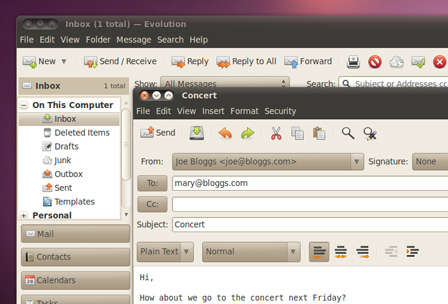 Inbox (1 total) — Evolution
File Edit View Folder Message Search Help
New Send / Receive Reply Reply to All Forward
Inbox 1 total
Show: All Messages Search: Subject or Addresses co
On This Computer
Inbox
Deleted Items
Drafts
Junk
Outbox
Sent
Templates
Personal
Mail
Contacts
Calendars
Tasks
Concert
File Edit View Insert Format Security
Send
From: Joe Bloggs <joe@bloggs.com> Signature: None
To: mary@bloggs.com
Cc:
Subject: Concert
Plain Text Normal
Hi,
How about we go to the concert next Friday?